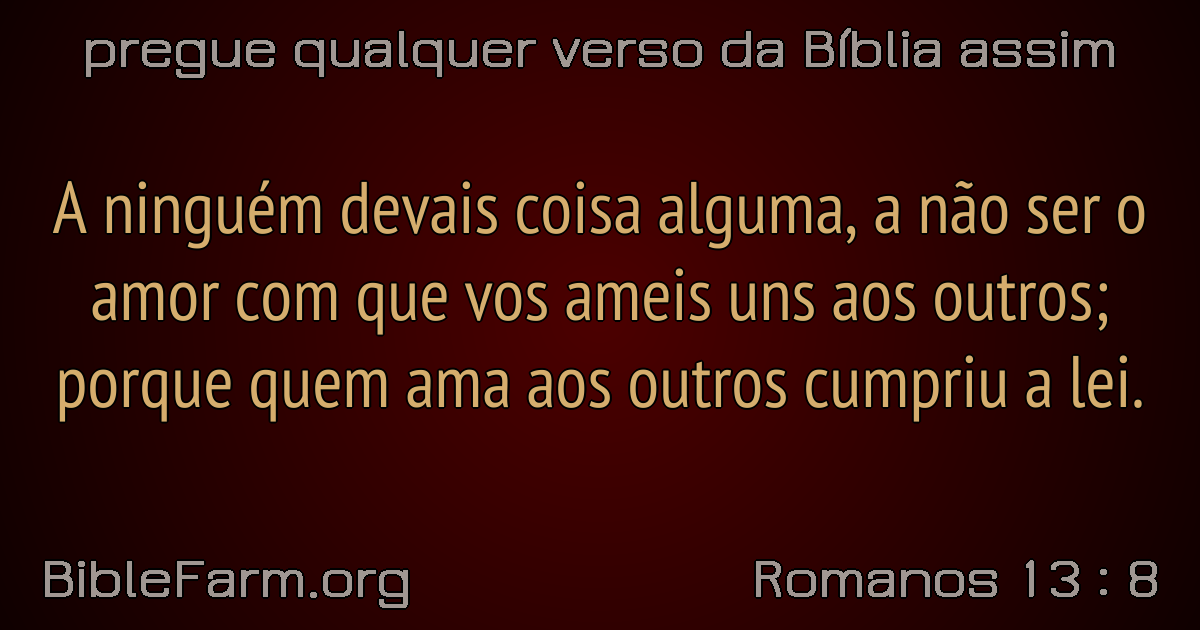 pregue qualquer verso da Bíblia assim
A ninguém devais coisa alguma, a não ser o
amor com que vos ameis uns aos outros;
porque quem ama aos outros cumpriu a lei.
BibleFarm.org
Romanos 13 : 8